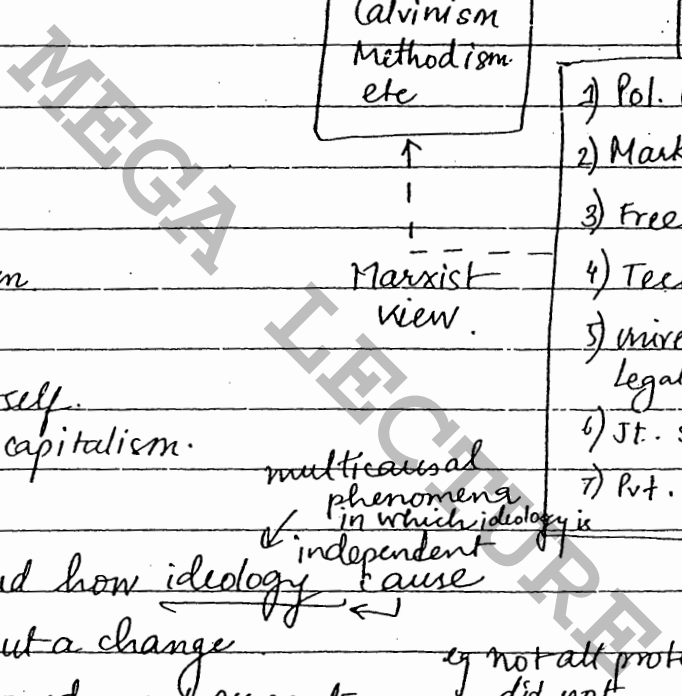 Calvinism
Methodism.
etc
1) Pol.
2) Mark
3) Free
Marxist
view.
4) Tec
5) unive
legal
self.
capitalism.
6) Jt. s
7) Pvt.
multicausal
phenomena
in which ideology is
independent
how ideology cause
a change
eg not all prot
did not
MEGA LECTURE